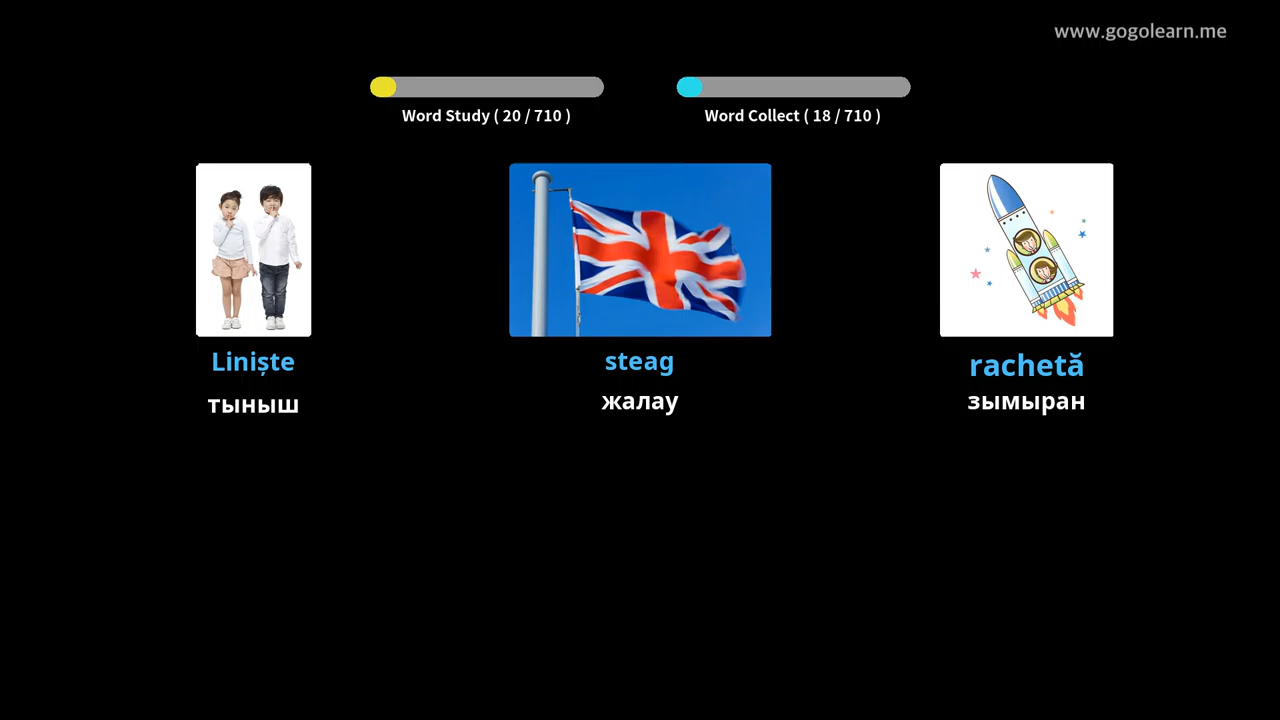 www.gogolearn.me
Word Study ( 20 / 710 )
Word Collect ( 18 / 710 )
Liniște
steag
rachetă
тыныш
жалау
зымыран